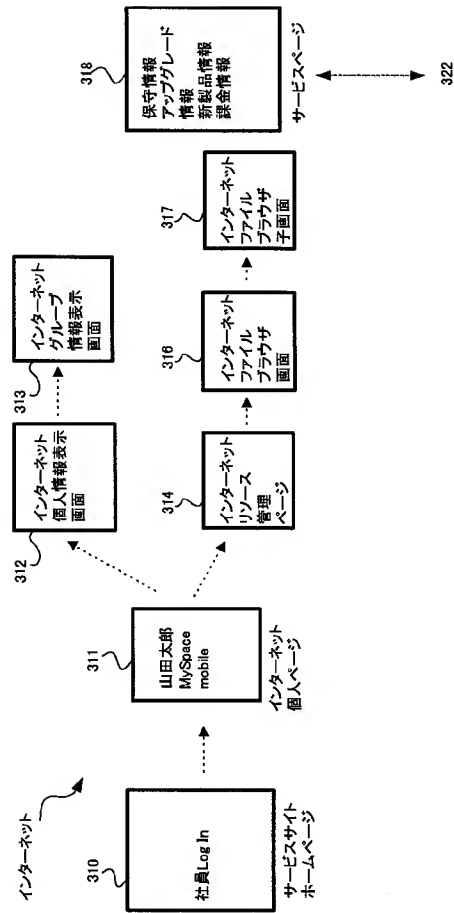 インターネット
310
社員Log In
サービスサイト
ホームページ
311
山田太郎
MySpace
mobile
インターネット
個人ページ
312
インターネット
個人情報表示
画面
313
インターネット
グループ
情報表示
画面
314
インターネット
リソース
管理
ページ
316
インターネット
ファイル
ブラウザ
画面
317
インターネット
ファイル
ブラウザ
子画面
318
保守情報
アップグレード
情報
新製品情報
課金情報
サービスページ
322